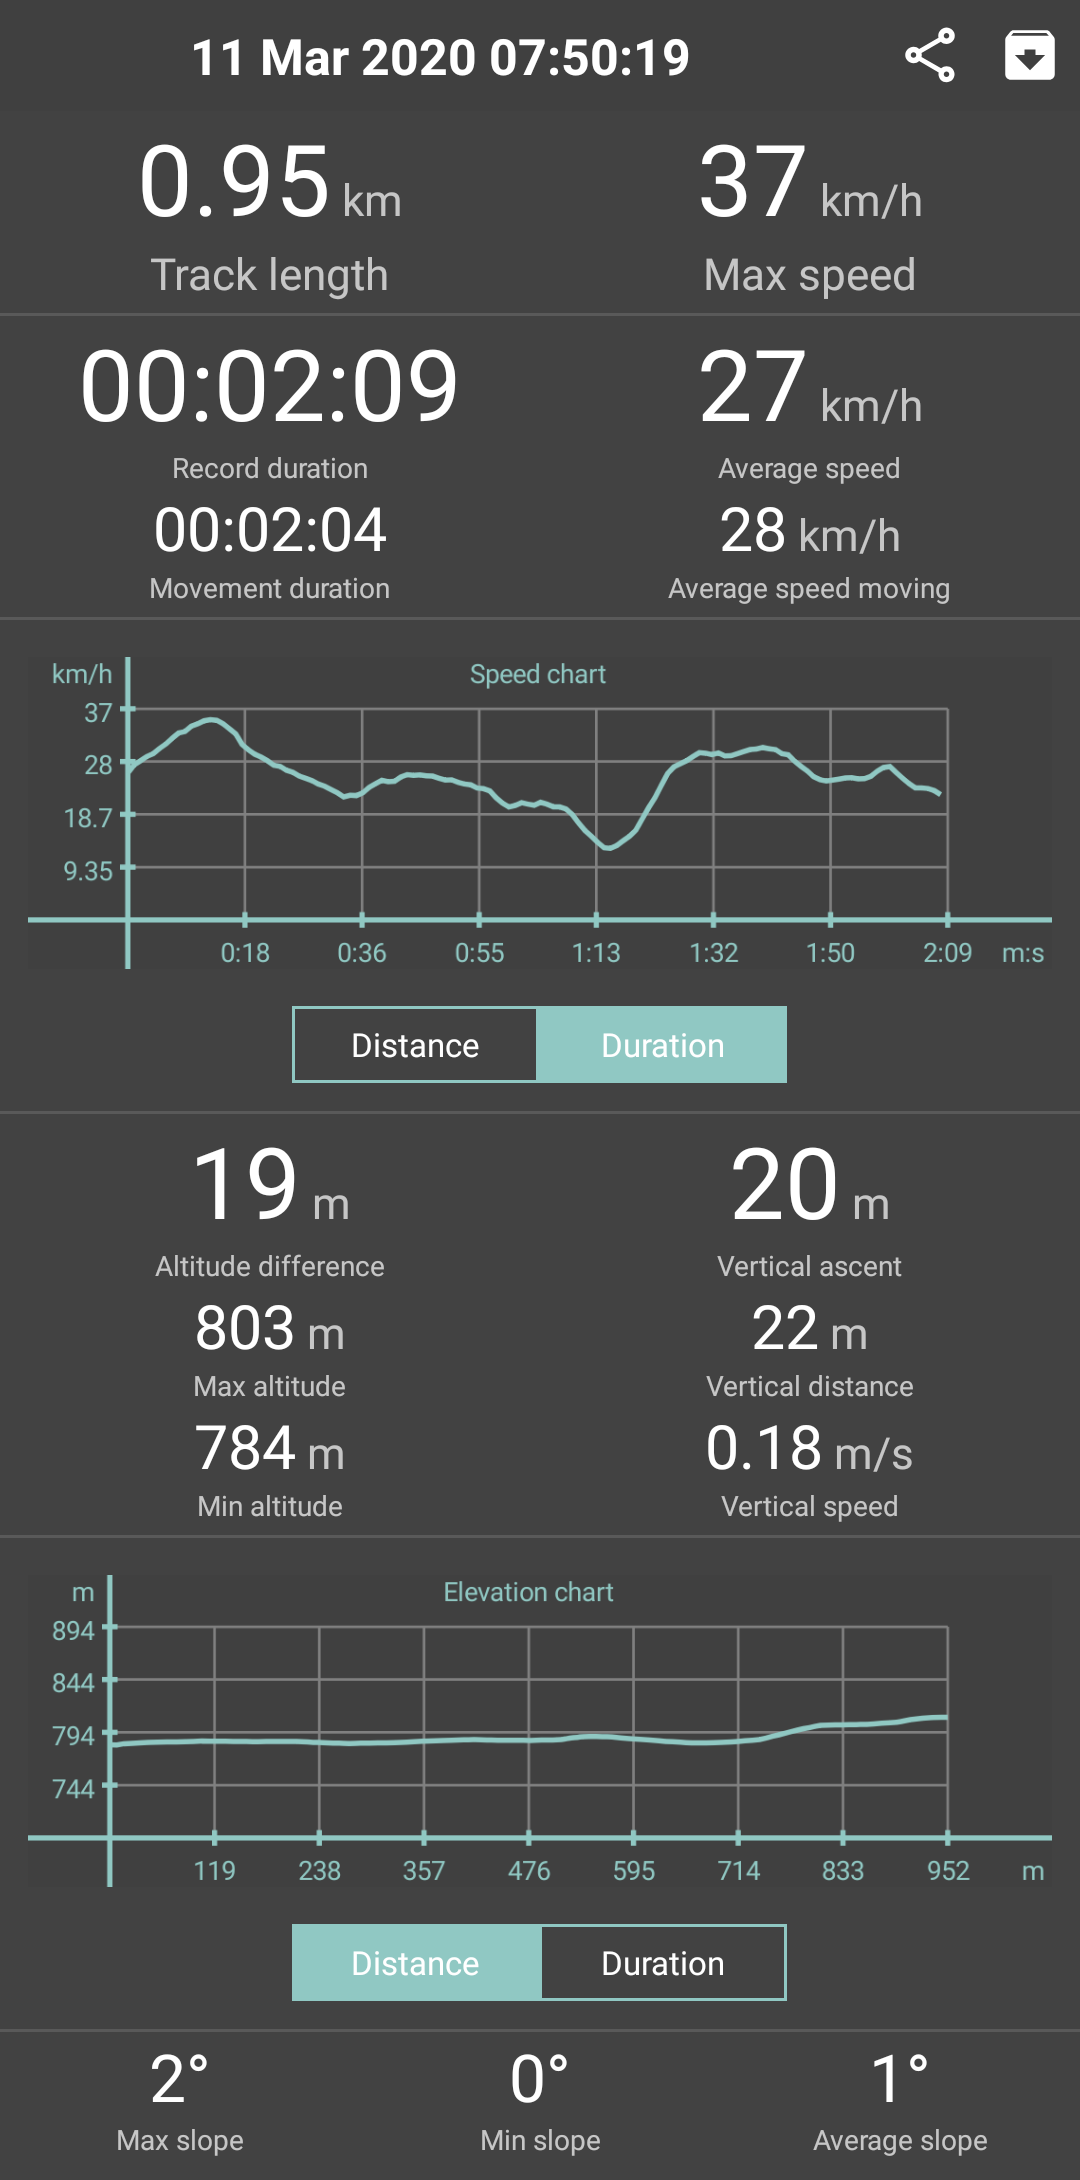 11 Mar 2020 07:50:19
0.95 km
Track length
37 km/h
Max speed
00:02:09
Record duration
00:02:04
Movement duration
27 km/h
Average speed
28 km/h
Average speed moving
km/h
Speed chart
37
28
18.7
9.35
0:18 0:36 0:55 1:13 1:32 1:50 2:09 m:s
Distance Duration
19 m
Altitude difference
803 m
Max altitude
784 m
Min altitude
20 m
Vertical ascent
22 m
Vertical distance
0.18 m/s
Vertical speed
m
Elevation chart
894
844
794
744
119 238 357 476 595 714 833 952 m
Distance Duration
2°
Max slope
0°
Min slope
1°
Average slope